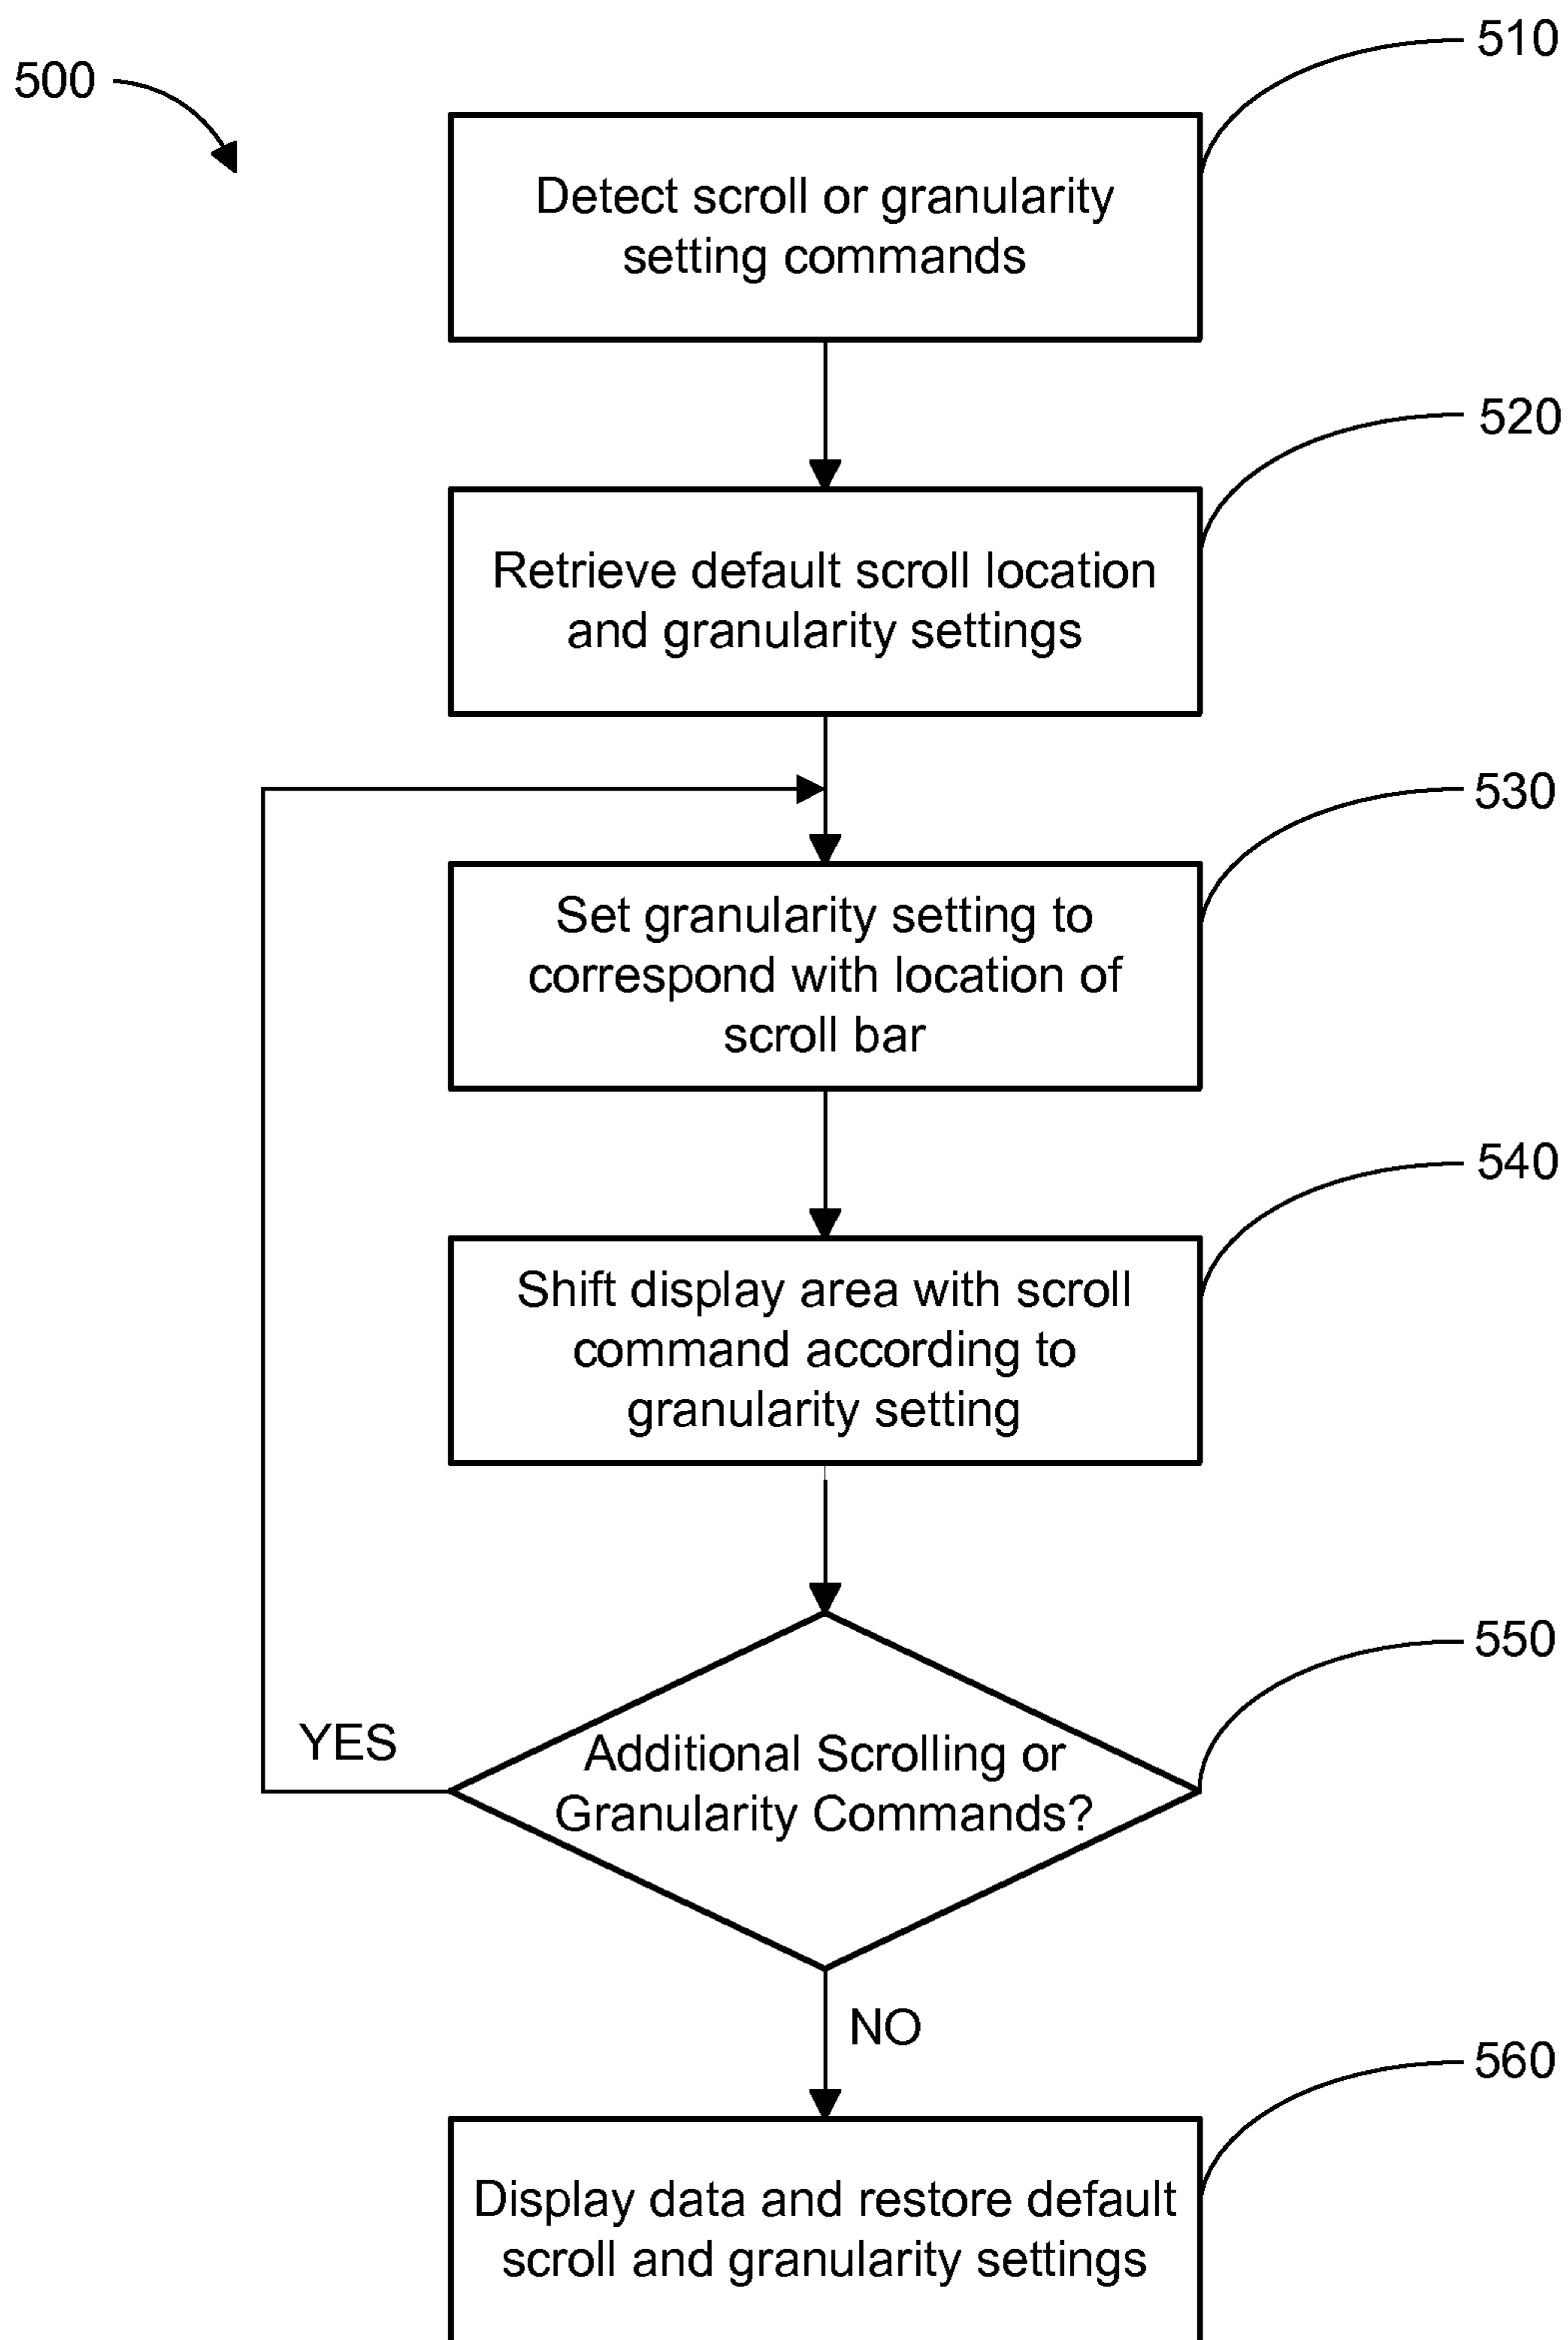 510
500
Detect scroll or granularity
setting commands
520
Retrieve default scroll location
and granularity settings
530
Set granularity setting to
correspond with location of
scroll bar
540
Shift display area with scroll
command according to
granularity setting
550
YES
Additional Scrolling or
Granularity Commands?
NO
560
Display data and restore default
scroll and granularity settings